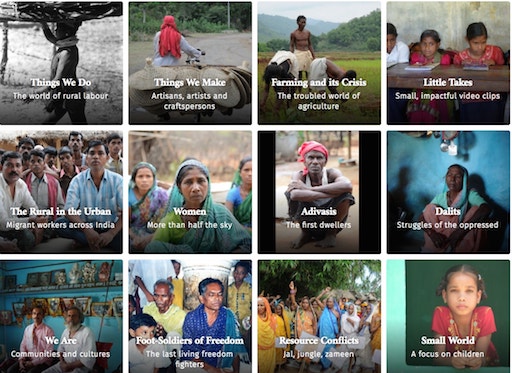 Things We Do
The world of rural labour
Things We Make
Artisans, artists and
craftspersons
Farming and its Crisis
The troubled world of
agriculture
Little Takes
Small, impactful video clips
The Rural in the Urban
Migrant workers across India
Women
More than half the sky
Adivasis
The first dwellers
Dalits
Struggles of the oppressed
We Are
Communities and cultures
Foot-Soldiers of Freedom
The last living freedom
fighters
Resource Conflicts
Jal, jungle, zameen
Small World
A focus on children